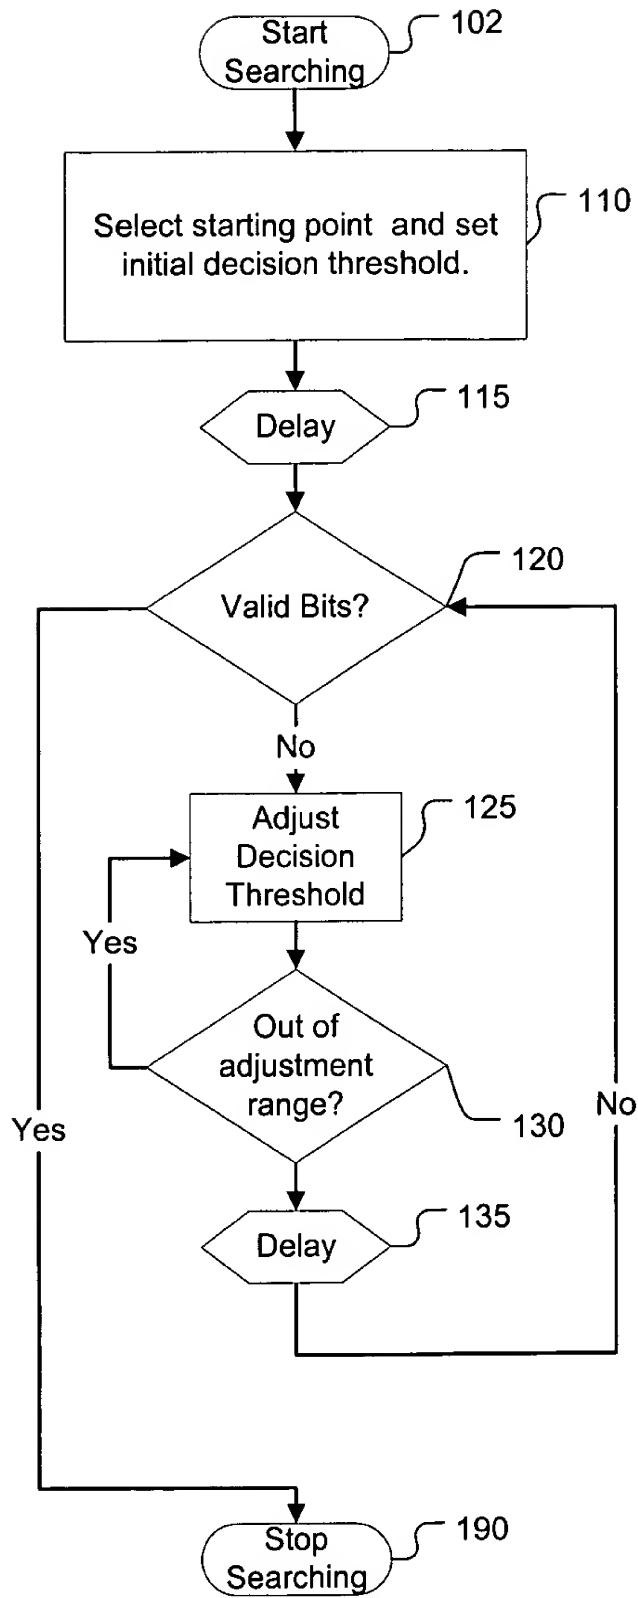 Start
Searching
102
Select starting point and set
initial decision threshold.
110
Delay
115
Valid Bits?
120
No
Adjust
Decision
Threshold
125
Yes
Out of
adjustment
range?
130
Yes
No
Delay
135
Stop
Searching
190